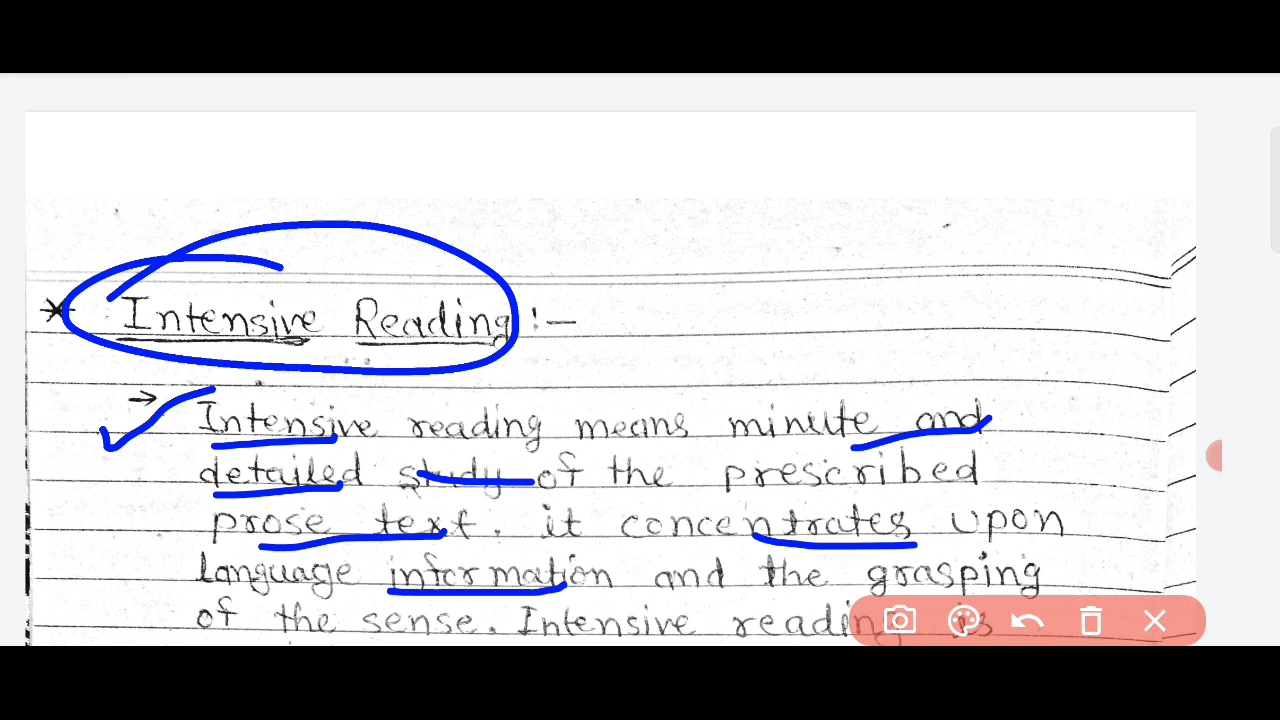 * Intensive Reading :-
→ Intensive reading means minute and
detailed study of the prescribed
prose text. it concentrates upon
language information and the grasping
of the sense. Intensive reading is